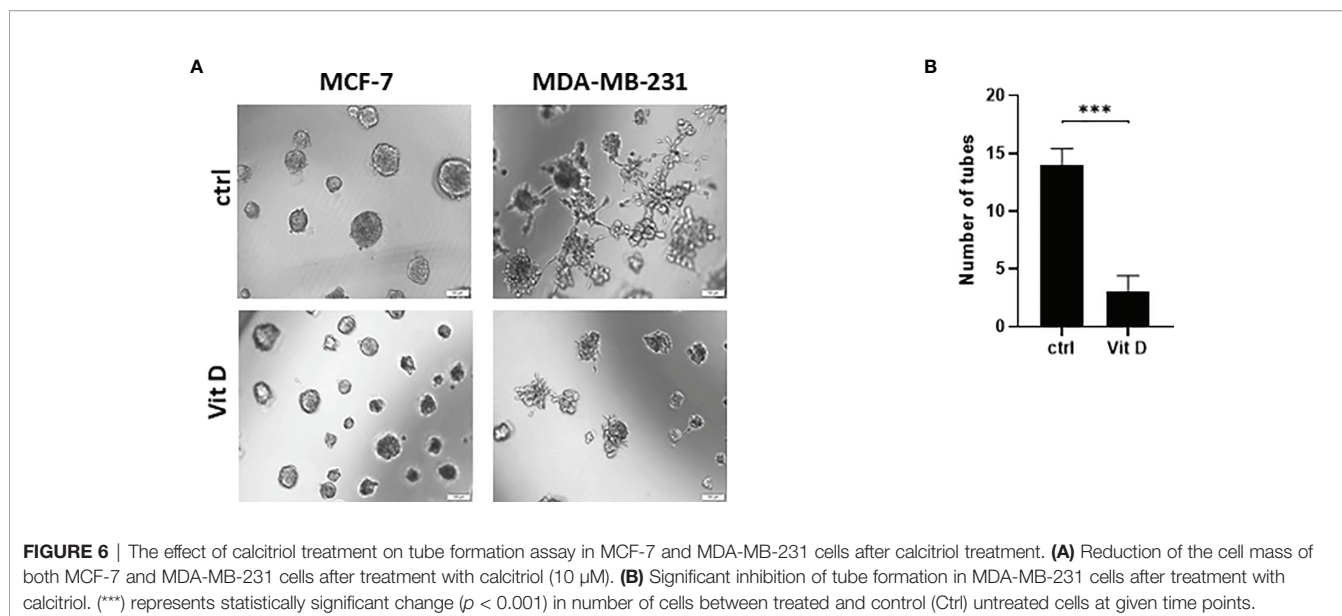 A
MCF-7
MDA-MB-231
ctrl
Vit D
B
20
15
10
5
0
Number of tubes
***
ctrl
Vit D
FIGURE 6 | The effect of calcitriol treatment on tube formation assay in MCF-7 and MDA-MB-231 cells after calcitriol treatment. (A) Reduction of the cell mass of
both MCF-7 and MDA-MB-231 cells after treatment with calcitriol (10 µM). (B) Significant inhibition of tube formation in MDA-MB-231 cells after treatment with
calcitriol. (***) represents statistically significant change (p < 0.001) in number of cells between treated and control (Ctrl) untreated cells at given time points.